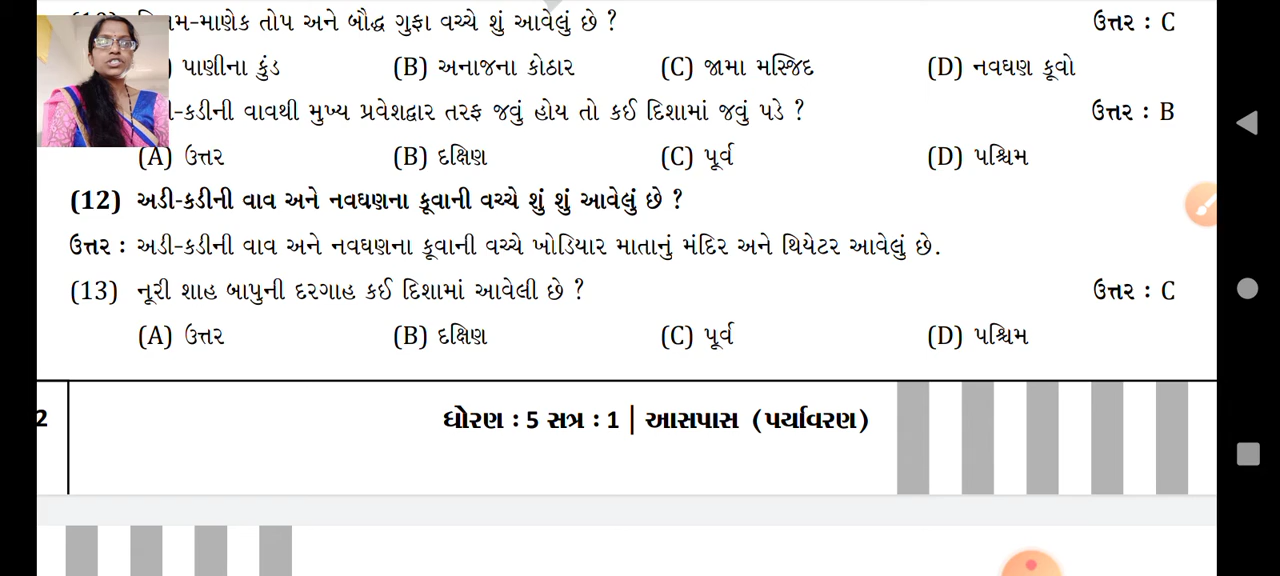 -માણેક તોપ અને બૌદ્ધ ગુફા વચ્ચે શું આવેલું છે ? ઉત્તર : C
પાણીના કુંડ (B) અનાજના કોઠાર (C) જામા મસ્જિદ (D) નવઘણ કૂવો
-કડીની વાવથી મુખ્ય પ્રવેશદ્વાર તરફ જવું હોય તો કઈ દિશામાં જવું પડે ? ઉત્તર : B
(A) ઉત્તર (B) દક્ષિણ (C) પૂર્વ (D) પશ્ચિમ
(12) અડી-કડીની વાવ અને નવઘણના કૂવાની વચ્ચે શું શું આવેલું છે ?
ઉત્તર : અડી-કડીની વાવ અને નવઘણના કૂવાની વચ્ચે ખોડિયાર માતાનું મંદિર અને થિયેટર આવેલું છે.
(13) નૂરી શાહ બાપુની દરગાહ કઈ દિશામાં આવેલી છે ? ઉત્તર : C
(A) ઉત્તર (B) દક્ષિણ (C) પૂર્વ (D) પશ્ચિમ
2 ધોરણ : 5 સત્ર : 1 | આસપાસ (પર્યાવરણ)